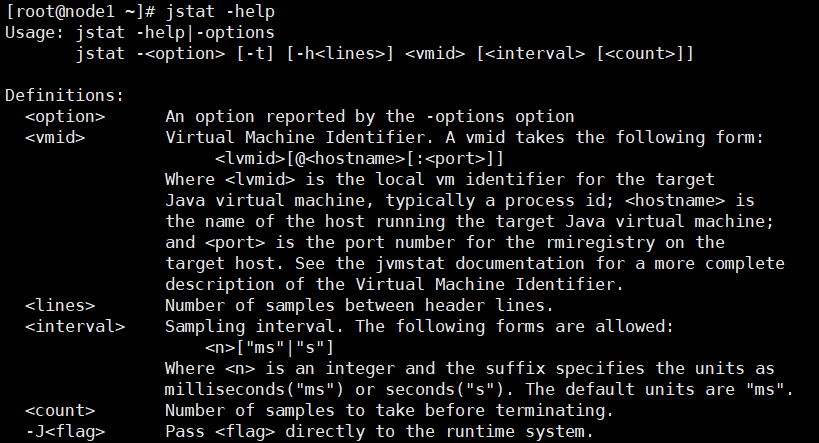 [root@node1 ~]# jstat -help
Usage: jstat -help|-options
       jstat -<option> [-t] [-h<lines>] <vmid> [<interval> [<count>]]

Definitions:
  <option>      An option reported by the -options option
  <vmid>        Virtual Machine Identifier. A vmid takes the following form:
                     <lvmid>[@<hostname>[:<port>]]
                Where <lvmid> is the local vm identifier for the target
                Java virtual machine, typically a process id; <hostname> is
                the name of the host running the target Java virtual machine;
                and <port> is the port number for the rmiregistry on the
                target host. See the jvmstat documentation for a more complete
                description of the Virtual Machine Identifier.
  <lines>       Number of samples between header lines.
  <interval>    Sampling interval. The following forms are allowed:
                    <n>["ms"|"s"]
                Where <n> is an integer and the suffix specifies the units as
                milliseconds("ms") or seconds("s"). The default units are "ms".
  <count>       Number of samples to take before terminating.
  -J<flag>      Pass <flag> directly to the runtime system.